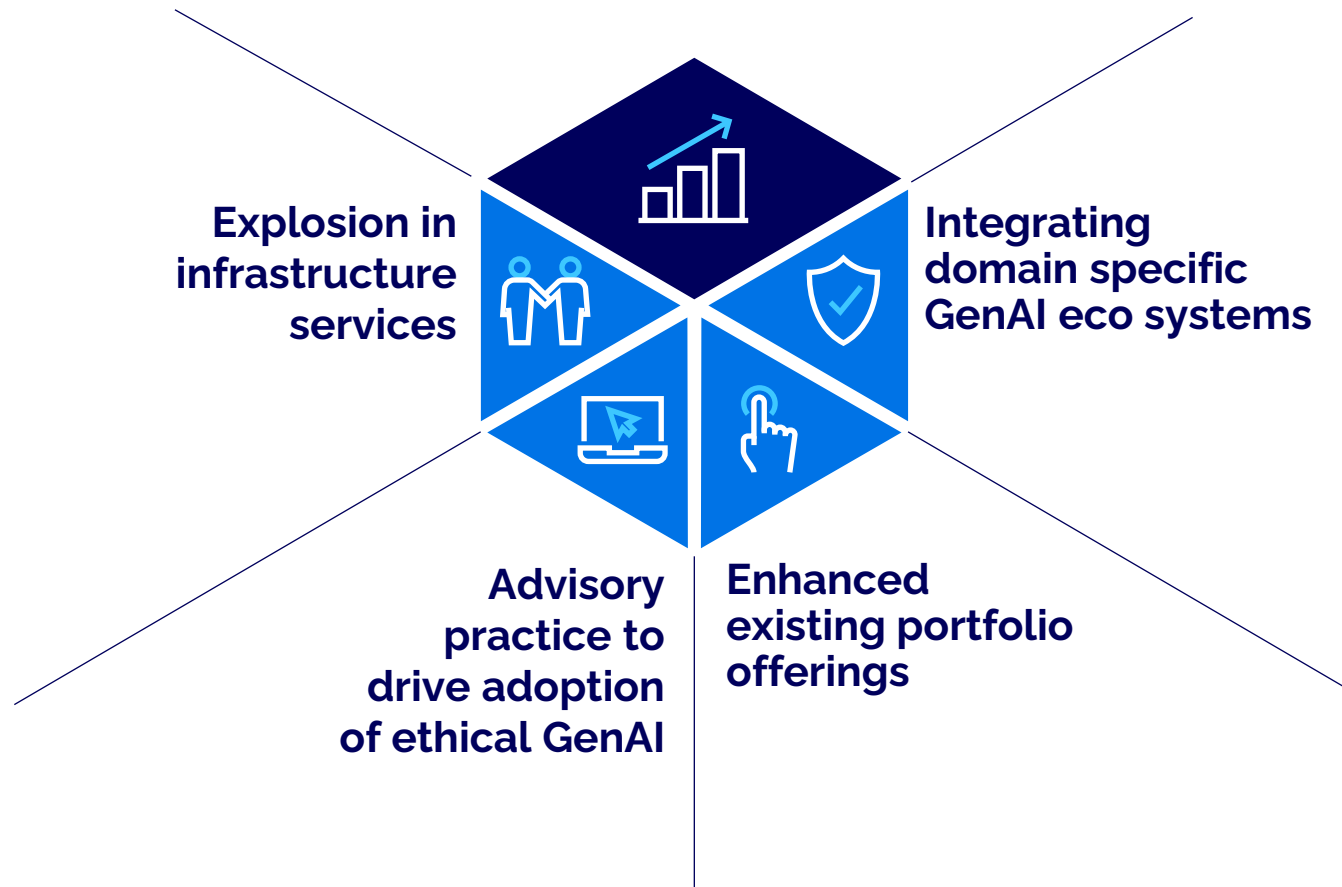 Explosion in
infrastructure
services
Integrating
domain specific
GenAI eco systems
Advisory
practice to
drive adoption
of ethical GenAI
Enhanced
existing portfolio
offerings